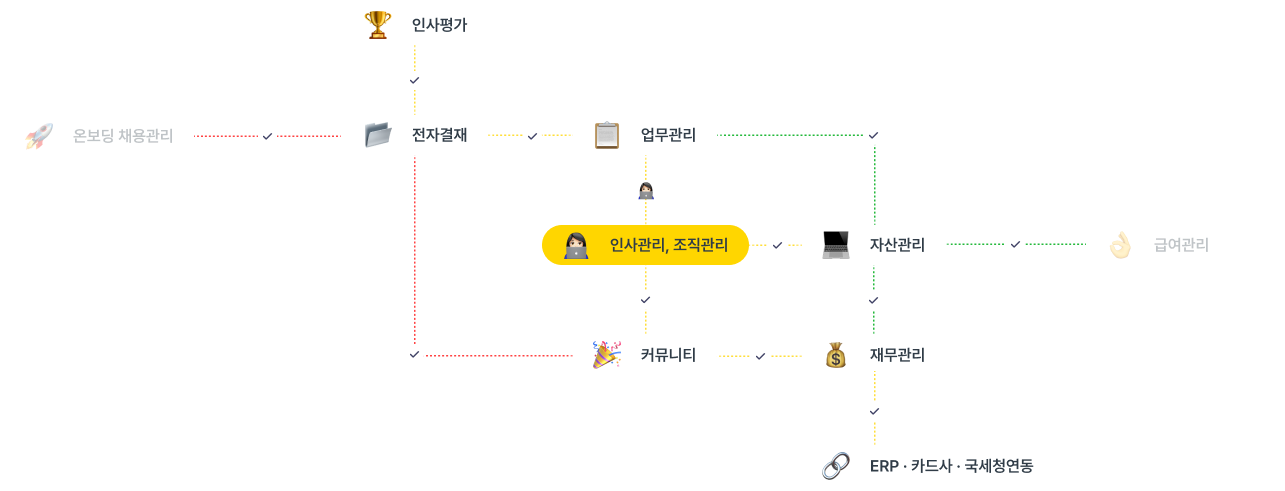 인사평가
온보딩 채용관리
전자결재
업무관리
인사관리, 조직관리
자산관리
급여관리
커뮤니티
재무관리
ERP · 카드사 · 국세청연동